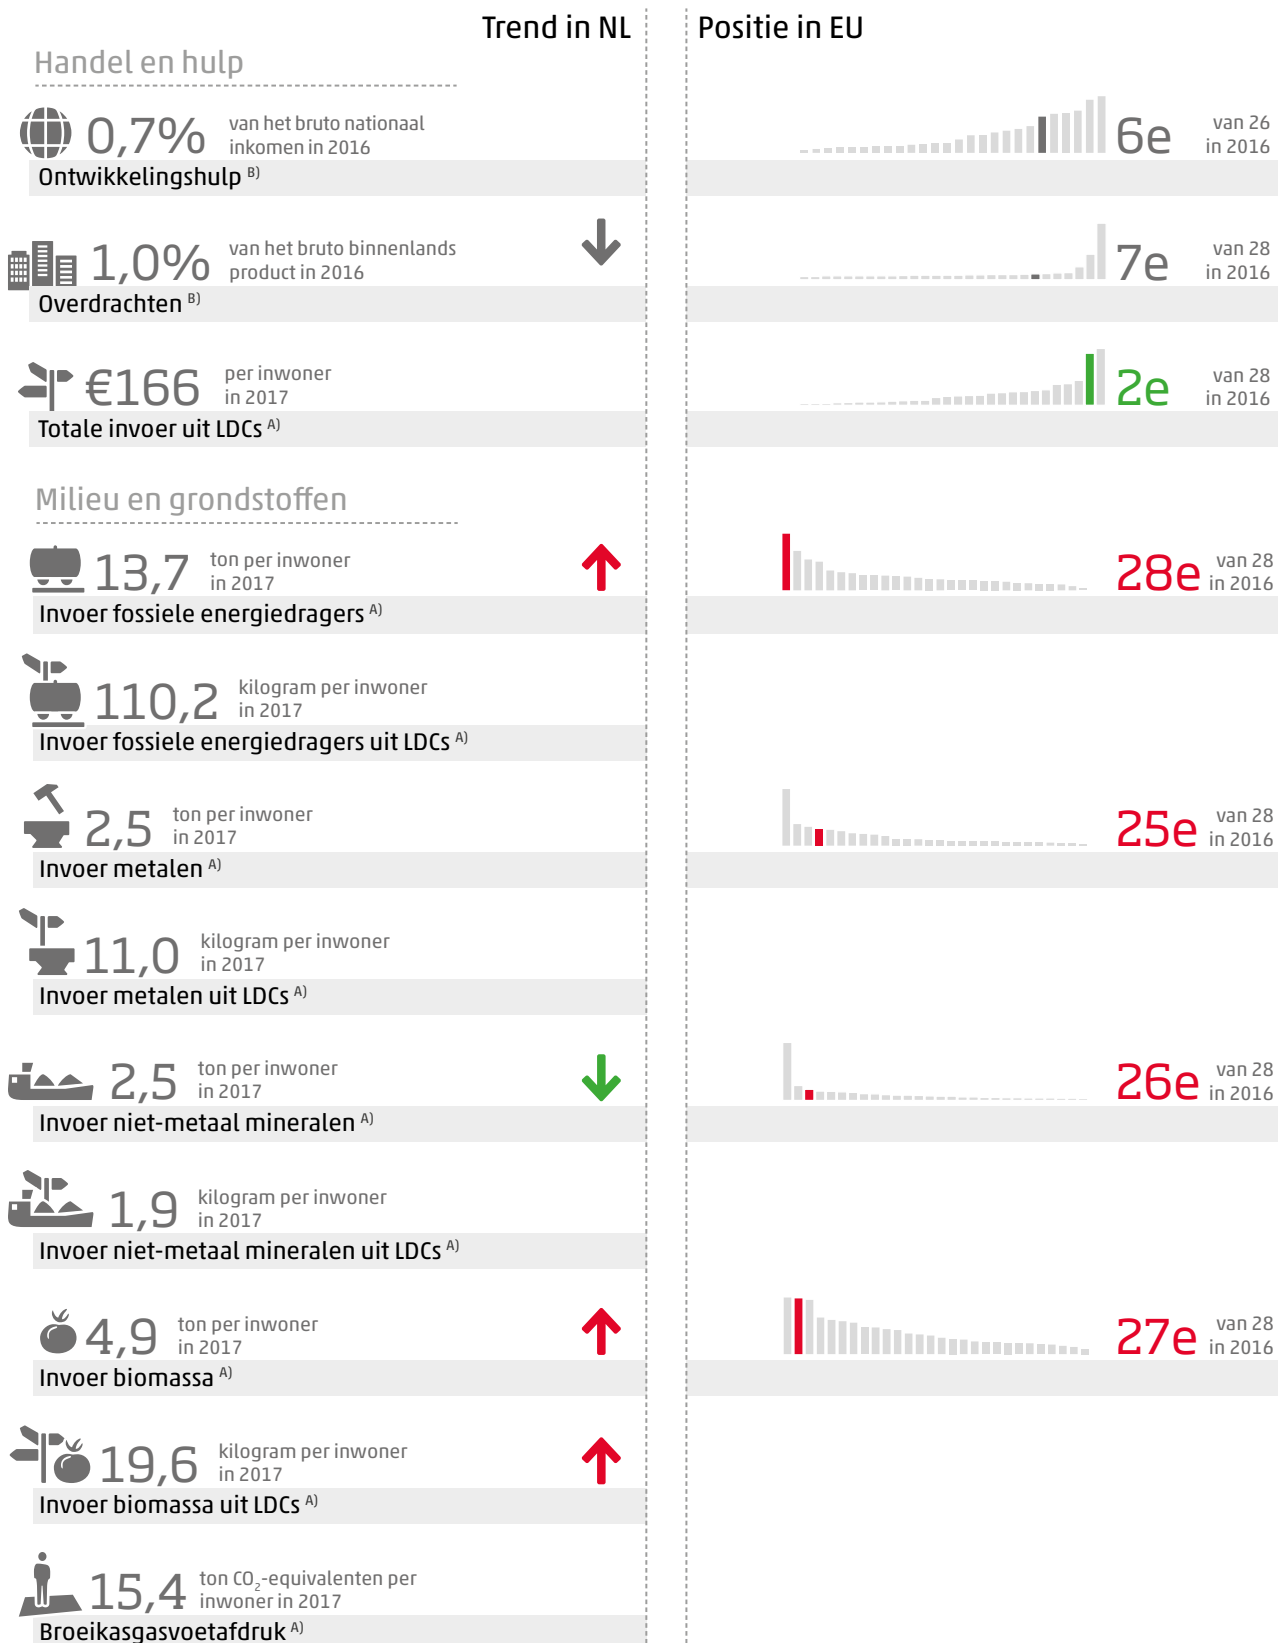 Trend in NL
Positie in EU
Handel en hulp
0,7%
van het bruto nationaal
inkomen in 2016
6e
van 26
in 2016
Ontwikkelingshulp B)
1,0%
van het bruto binnenlands
product in 2016
7e
van 28
in 2016
Overdrachten B)
€166
per inwoner
in 2017
2e
van 28
in 2016
Totale invoer uit LDCs A)
Milieu en grondstoffen
13,7
ton per inwoner
in 2017
28e
van 28
in 2016
Invoer fossiele energiedragers A)
110,2
kilogram per inwoner
in 2017
Invoer fossiele energiedragers uit LDCs A)
2,5
ton per inwoner
in 2017
25e
van 28
in 2016
Invoer metalen A)
11,0
kilogram per inwoner
in 2017
Invoer metalen uit LDCs A)
2,5
ton per inwoner
in 2017
26e
van 28
in 2016
Invoer niet-metaal mineralen A)
1,9
kilogram per inwoner
in 2017
Invoer niet-metaal mineralen uit LDCs A)
4,9
ton per inwoner
in 2017
27e
van 28
in 2016
Invoer biomassa A)
19,6
kilogram per inwoner
in 2017
Invoer biomassa uit LDCs A)
15,4
ton CO2-equivalenten per
inwoner in 2017
Broeikasgasvoetafdruk A)